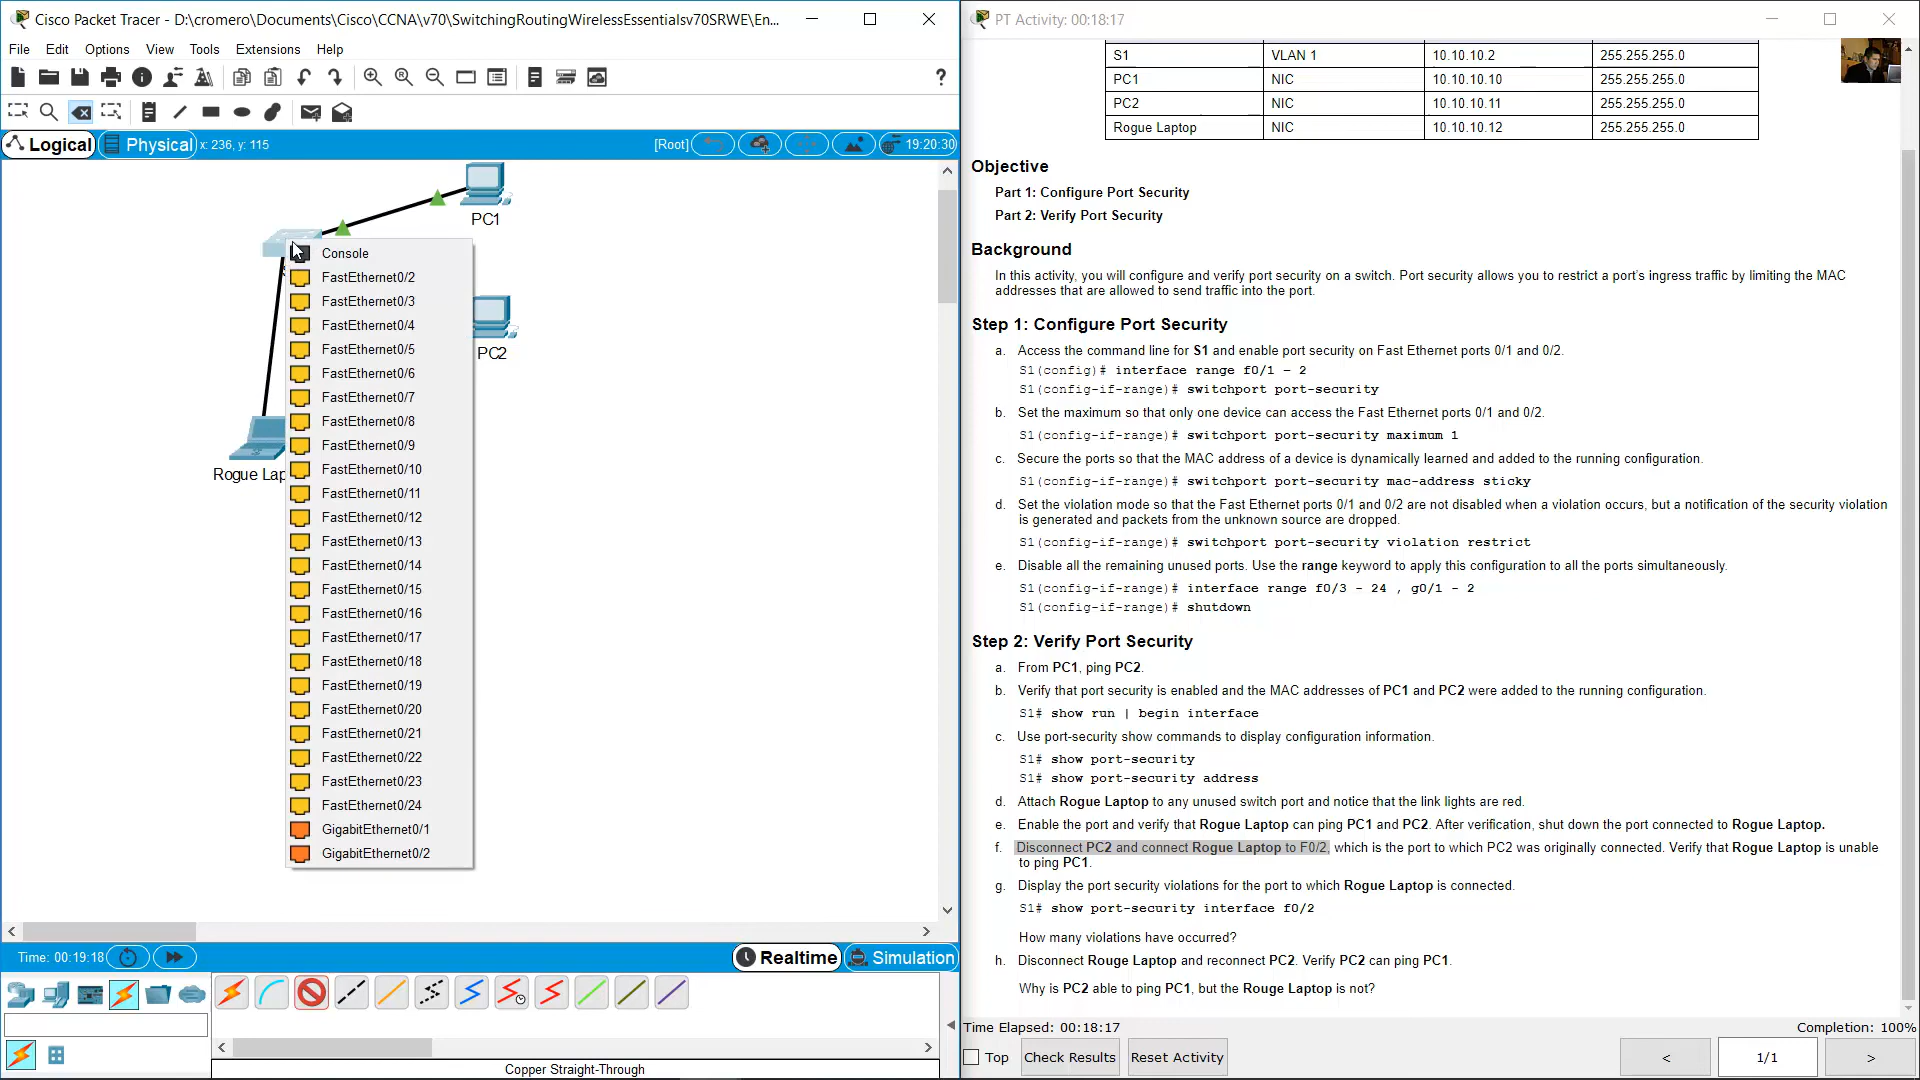 Cisco Packet Tracer - D:\cromero\Documents\Cisco\CCNA\v70\SwitchingRoutingWirelessEssentialsv70SRWE\En...
File Edit Options View Tools Extensions Help
?
Logical Physical x: 236, y: 115 [Root] 19:20:30
PC1
PC2
Rogue Lap
Console
FastEthernet0/2
FastEthernet0/3
FastEthernet0/4
FastEthernet0/5
FastEthernet0/6
FastEthernet0/7
FastEthernet0/8
FastEthernet0/9
FastEthernet0/10
FastEthernet0/11
FastEthernet0/12
FastEthernet0/13
FastEthernet0/14
FastEthernet0/15
FastEthernet0/16
FastEthernet0/17
FastEthernet0/18
FastEthernet0/19
FastEthernet0/20
FastEthernet0/21
FastEthernet0/22
FastEthernet0/23
FastEthernet0/24
GigabitEthernet0/1
GigabitEthernet0/2
Time: 00:19:18 Realtime Simulation
Copper Straight-Through
PT Activity: 00:18:17
S1 VLAN 1 10.10.10.2 255.255.255.0
PC1 NIC 10.10.10.10 255.255.255.0
PC2 NIC 10.10.10.11 255.255.255.0
Rogue Laptop NIC 10.10.10.12 255.255.255.0
Objective
Part 1: Configure Port Security
Part 2: Verify Port Security
Background
In this activity, you will configure and verify port security on a switch. Port security allows you to restrict a port's ingress traffic by limiting the MAC
addresses that are allowed to send traffic into the port.
Step 1: Configure Port Security
a. Access the command line for S1 and enable port security on Fast Ethernet ports 0/1 and 0/2.
S1(config)# interface range f0/1 – 2
S1(config-if-range)# switchport port-security
b. Set the maximum so that only one device can access the Fast Ethernet ports 0/1 and 0/2.
S1(config-if-range)# switchport port-security maximum 1
c. Secure the ports so that the MAC address of a device is dynamically learned and added to the running configuration.
S1(config-if-range)# switchport port-security mac-address sticky
d. Set the violation mode so that the Fast Ethernet ports 0/1 and 0/2 are not disabled when a violation occurs, but a notification of the security violation
is generated and packets from the unknown source are dropped.
S1(config-if-range)# switchport port-security violation restrict
e. Disable all the remaining unused ports. Use the range keyword to apply this configuration to all the ports simultaneously.
S1(config-if-range)# interface range f0/3 - 24 , g0/1 - 2
S1(config-if-range)# shutdown
Step 2: Verify Port Security
a. From PC1, ping PC2.
b. Verify that port security is enabled and the MAC addresses of PC1 and PC2 were added to the running configuration.
S1# show run | begin interface
c. Use port-security show commands to display configuration information.
S1# show port-security
S1# show port-security address
d. Attach Rogue Laptop to any unused switch port and notice that the link lights are red.
e. Enable the port and verify that Rogue Laptop can ping PC1 and PC2. After verification, shut down the port connected to Rogue Laptop.
f. Disconnect PC2 and connect Rogue Laptop to F0/2, which is the port to which PC2 was originally connected. Verify that Rogue Laptop is unable
to ping PC1.
g. Display the port security violations for the port to which Rogue Laptop is connected.
S1# show port-security interface f0/2
How many violations have occurred?
h. Disconnect Rogue Laptop and reconnect PC2. Verify PC2 can ping PC1.
Why is PC2 able to ping PC1, but the Rouge Laptop is not?
Time Elapsed: 00:18:17 Completion: 100%
Top Check Results Reset Activity < 1/1 >